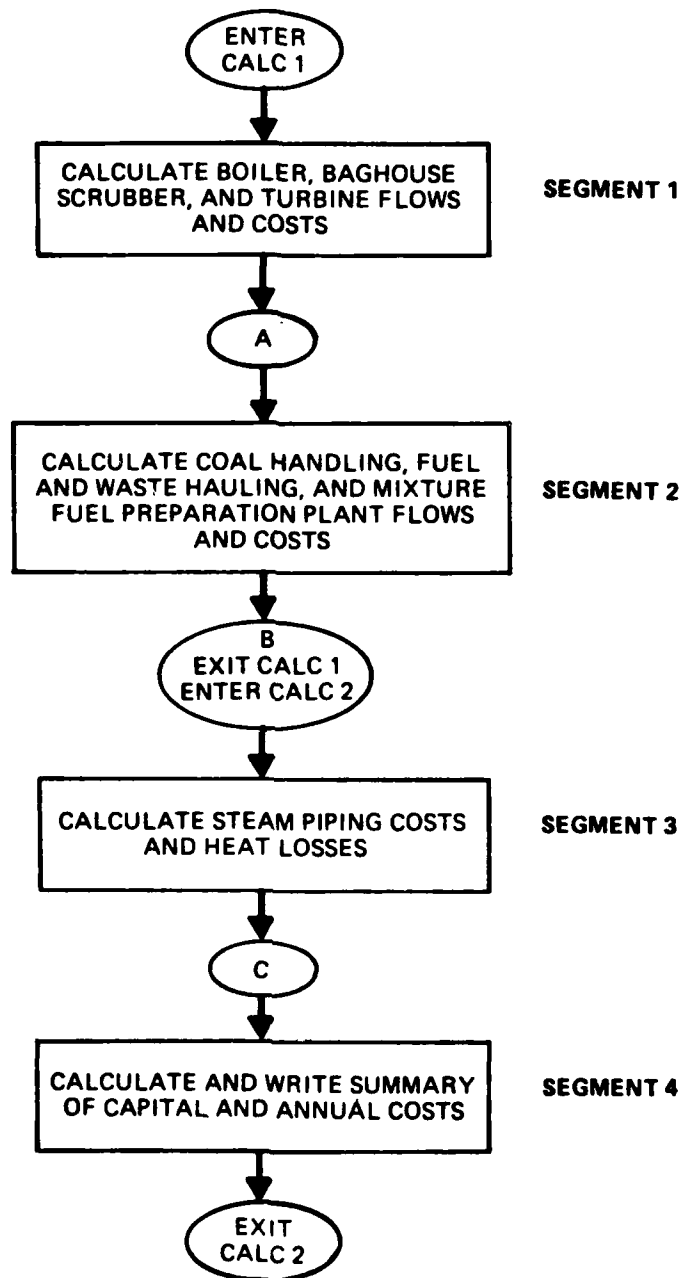 ENTER
CALC 1
CALCULATE BOILER, BAGHOUSE
SCRUBBER, AND TURBINE FLOWS
AND COSTS
SEGMENT 1
A
CALCULATE COAL HANDLING, FUEL
AND WASTE HAULING, AND MIXTURE
FUEL PREPARATION PLANT FLOWS
AND COSTS
SEGMENT 2
B
EXIT CALC 1
ENTER CALC 2
CALCULATE STEAM PIPING COSTS
AND HEAT LOSSES
SEGMENT 3
C
CALCULATE AND WRITE SUMMARY
OF CAPITAL AND ANNUAL COSTS
SEGMENT 4
EXIT
CALC 2